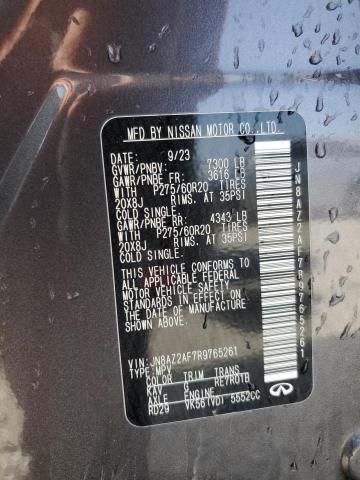 MFD BY NISSAN MOTOR CO.,LTD.
DATE: 9/23
GVWR/PNBV: 7300 LB
GAWR/PNBE FR: 3616 LB
WITH P275/60R20 TIRES
20X8J RIMS. AT 35PSI
COLD SINGLE.
GAWR/PNBE RR: 4343 LB
WITH P275/60R20 TIRES
20X8J RIMS. AT 35PSI
COLD SINGLE.
THIS VEHICLE CONFORMS TO
ALL APPLICABLE FEDERAL
MOTOR VEHICLE SAFETY
STANDARDS IN EFFECT ON
THE DATE OF MANUFACTURE
SHOWN ABOVE.
VIN: JN8AZ2AF7R9765261
TYPE: MPV
COLOR TRIM TRANS
KAY G RE7R01B
AXLE ENGINE
RD29 VK56(VD) 5552CC
INFINITI
JN8AZ2AF7R9765261